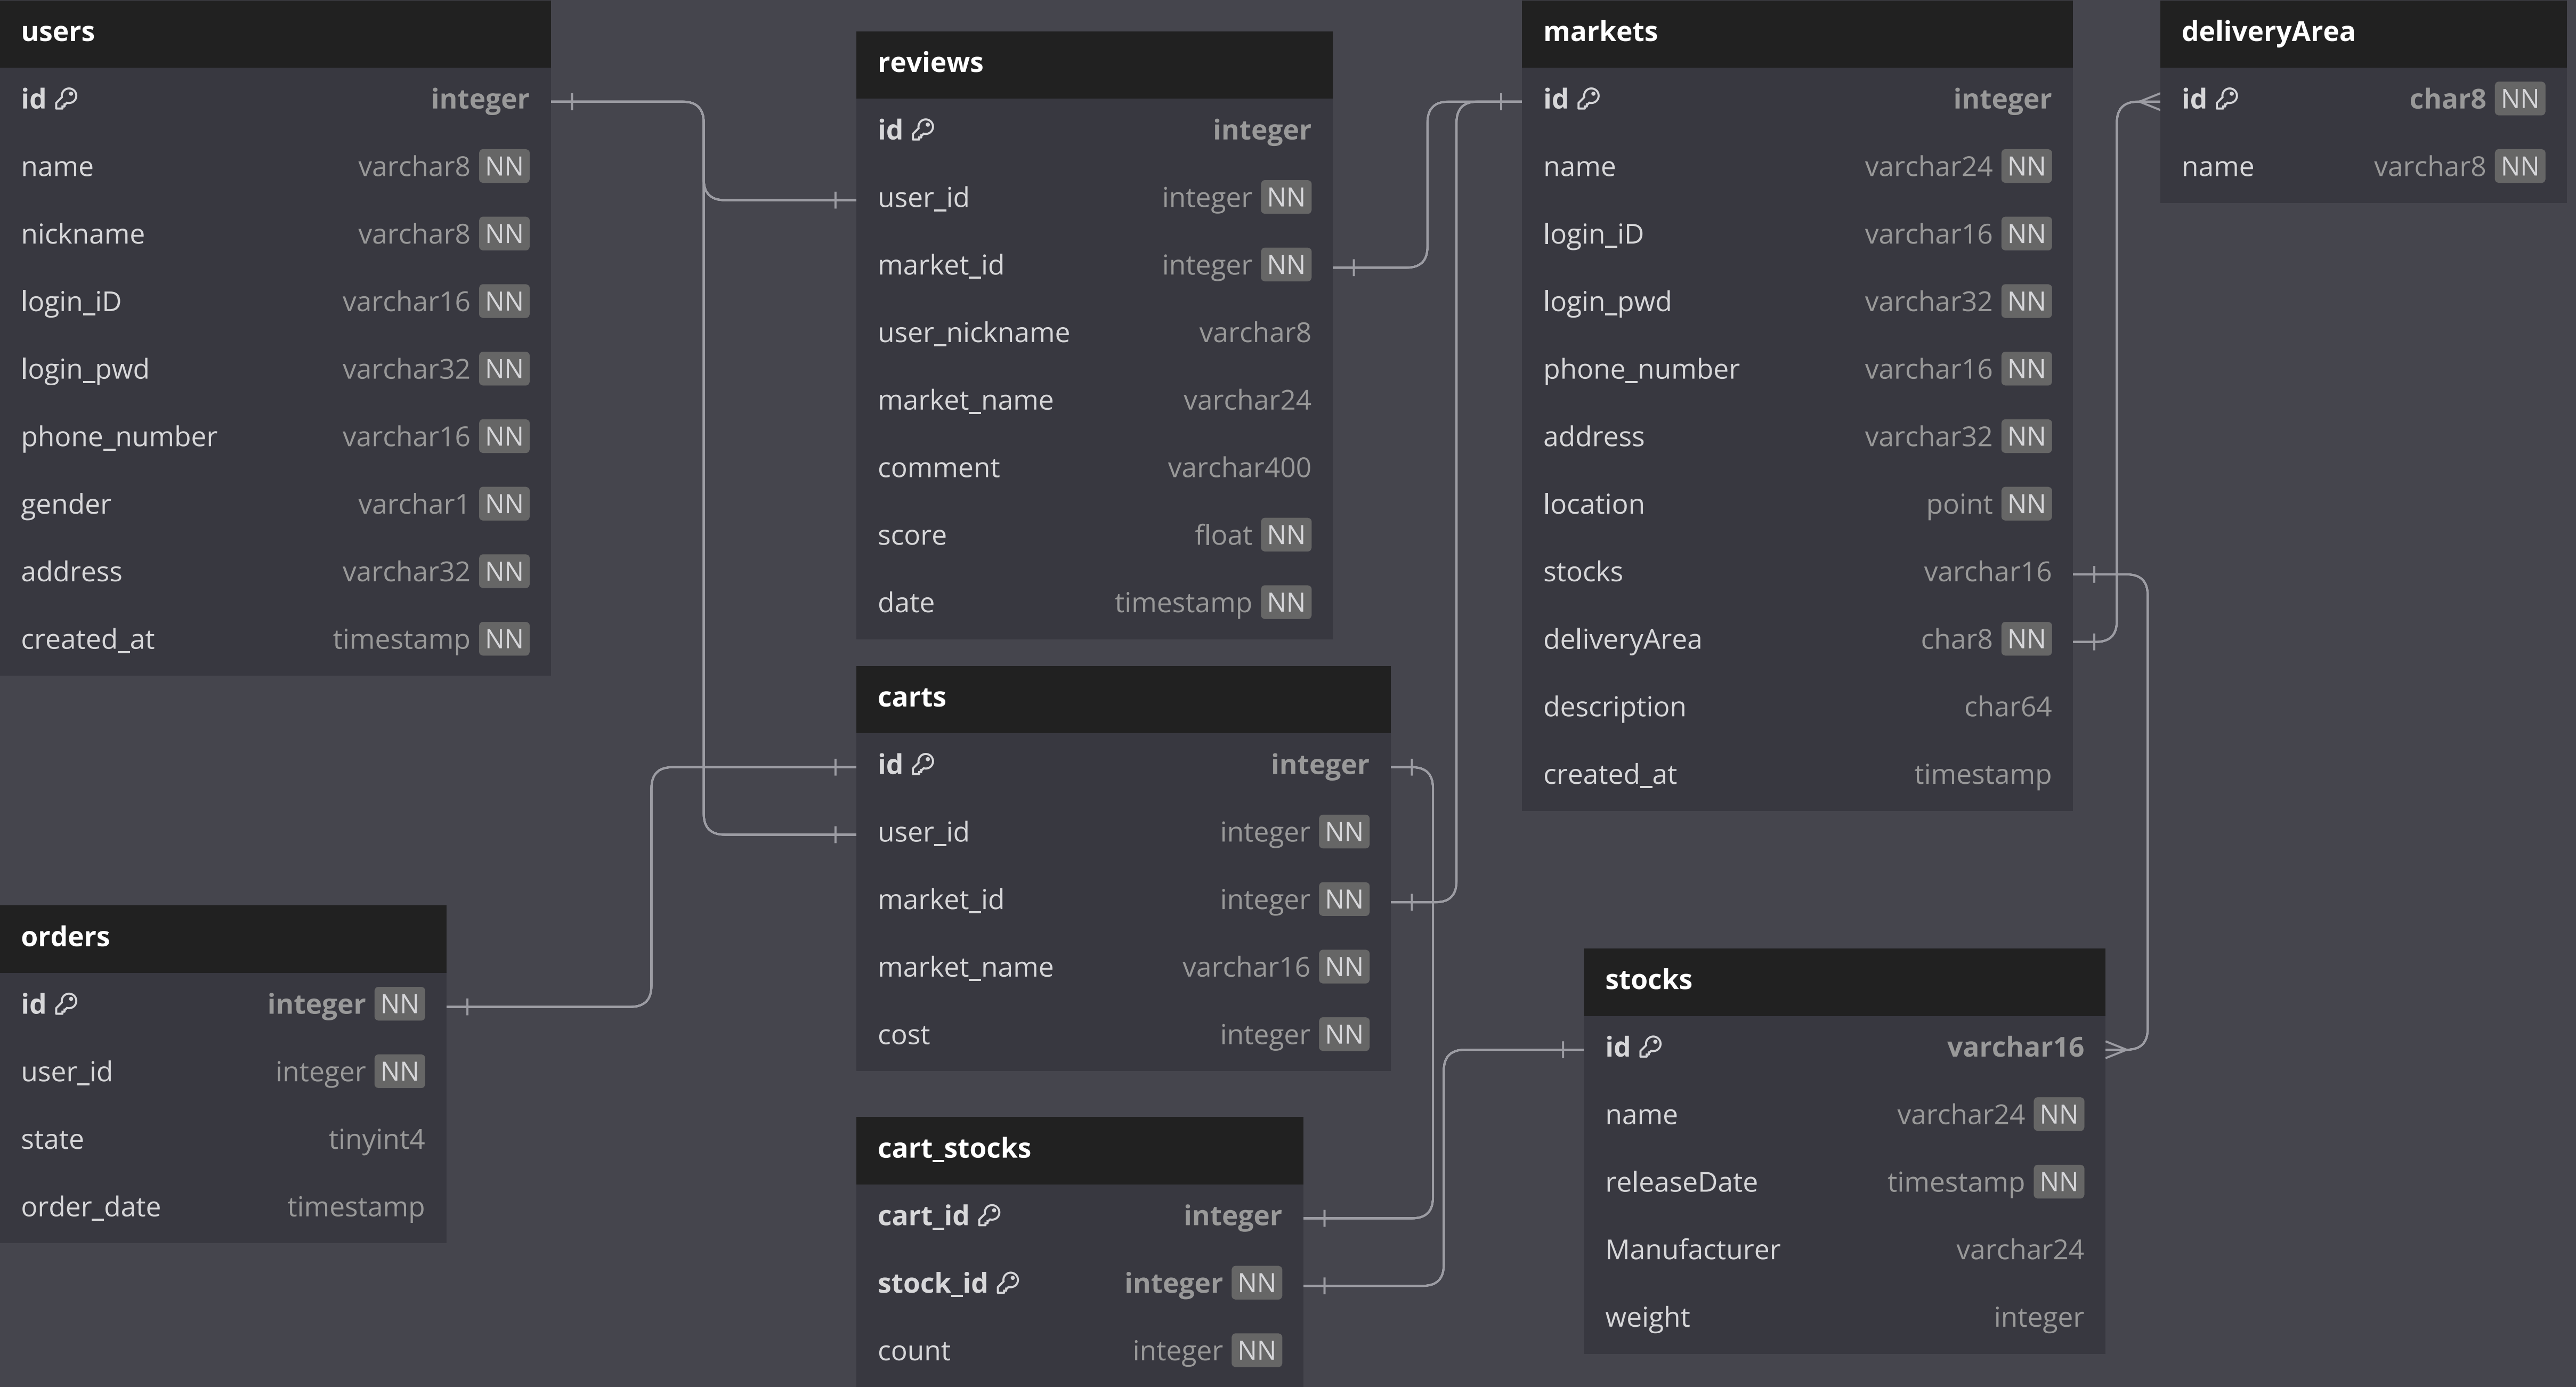 users
id integer
name varchar8 NN
nickname varchar8 NN
login_iD varchar16 NN
login_pwd varchar32 NN
phone_number varchar16 NN
gender varchar1 NN
address varchar32 NN
created_at timestamp NN
reviews
id integer
user_id integer NN
market_id integer NN
user_nickname varchar8
market_name varchar24
comment varchar400
score float NN
date timestamp NN
markets
id integer
name varchar24 NN
login_iD varchar16 NN
login_pwd varchar32 NN
phone_number varchar16 NN
address varchar32 NN
location point NN
stocks varchar16
deliveryArea char8 NN
description char64
created_at timestamp
deliveryArea
id char8 NN
name varchar8 NN
carts
id integer
user_id integer NN
market_id integer NN
market_name varchar16 NN
cost integer NN
orders
id integer NN
user_id integer NN
state tinyint4
order_date timestamp
cart_stocks
cart_id integer
stock_id integer NN
count integer NN
stocks
id varchar16
name varchar24 NN
releaseDate timestamp NN
Manufacturer varchar24
weight integer